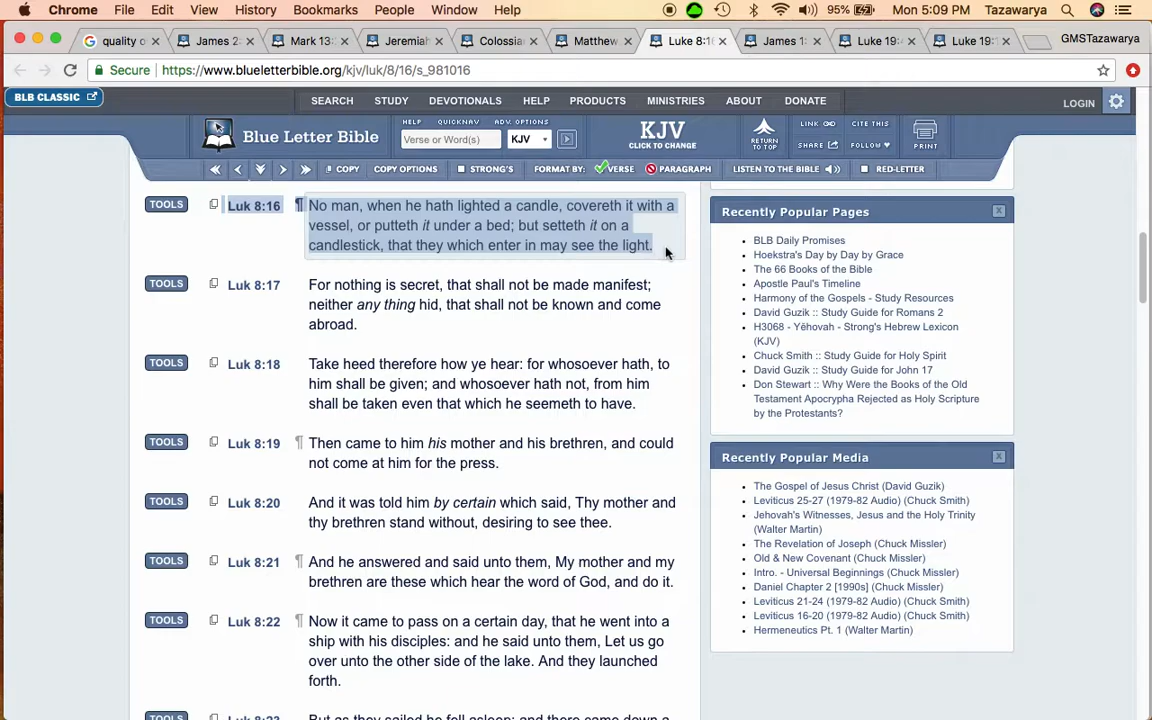 Chrome File Edit View History Bookmarks People Window Help 95% Mon 5:09 PM Tazawarya
quality o James 2: Mark 13: Jeremiah Colossia Matthew Luke 8:16 James 1: Luke 19: Luke 19: GMSTazawarya
Secure https://www.blueletterbible.org/kjv/luk/8/16/s_981016
BLB CLASSIC
SEARCH STUDY DEVOTIONALS HELP PRODUCTS MINISTRIES ABOUT DONATE LOGIN
HELP QUICKNAV ADV. OPTIONS
Blue Letter Bible Verse or Word(s) KJV
KJV
CLICK TO CHANGE
RETURN TO TOP
LINK CITE THIS
SHARE FOLLOW
PRINT
COPY COPY OPTIONS STRONG'S FORMAT BY: VERSE PARAGRAPH LISTEN TO THE BIBLE RED-LETTER
TOOLS Luk 8:16 ¶ No man, when he hath lighted a candle, covereth it with a
vessel, or putteth it under a bed; but setteth it on a
candlestick, that they which enter in may see the light.
TOOLS Luk 8:17 For nothing is secret, that shall not be made manifest;
neither any thing hid, that shall not be known and come
abroad.
TOOLS Luk 8:18 Take heed therefore how ye hear: for whosoever hath, to
him shall be given; and whosoever hath not, from him
shall be taken even that which he seemeth to have.
TOOLS Luk 8:19 ¶ Then came to him his mother and his brethren, and could
not come at him for the press.
TOOLS Luk 8:20 And it was told him by certain which said, Thy mother and
thy brethren stand without, desiring to see thee.
TOOLS Luk 8:21 ¶ And he answered and said unto them, My mother and my
brethren are these which hear the word of God, and do it.
TOOLS Luk 8:22 ¶ Now it came to pass on a certain day, that he went into a
ship with his disciples: and he said unto them, Let us go
over unto the other side of the lake. And they launched
forth.
TOOLS Luk 8:23 But as they sailed he fell asleep: and there came down a
Recently Popular Pages X
BLB Daily Promises
Hoekstra's Day by Day by Grace
The 66 Books of the Bible
Apostle Paul's Timeline
Harmony of the Gospels - Study Resources
David Guzik :: Study Guide for Romans 2
H3068 - Yĕhovah - Strong's Hebrew Lexicon
(KJV)
Chuck Smith :: Study Guide for Holy Spirit
David Guzik :: Study Guide for John 17
Don Stewart :: Why Were the Books of the Old
Testament Apocrypha Rejected as Holy Scripture
by the Protestants?
Recently Popular Media X
The Gospel of Jesus Christ (David Guzik)
Leviticus 25-27 (1979-82 Audio) (Chuck Smith)
Jehovah's Witnesses, Jesus and the Holy Trinity
(Walter Martin)
The Revelation of Joseph (Chuck Missler)
Old & New Covenant (Chuck Missler)
Intro. - Universal Beginnings (Chuck Missler)
Daniel Chapter 2 [1990s] (Chuck Missler)
Leviticus 21-24 (1979-82 Audio) (Chuck Smith)
Leviticus 16-20 (1979-82 Audio) (Chuck Smith)
Hermeneutics Pt. 1 (Walter Martin)